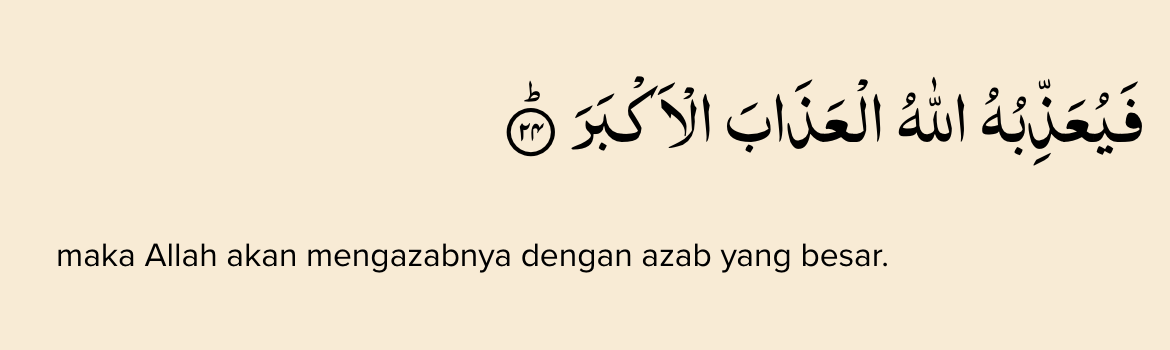 فَيُعَذِّبُهُ اللّٰهُ الْعَذَابَ الْاَكْبَرَۗ ۝٢٤
maka Allah akan mengazabnya dengan azab yang besar.